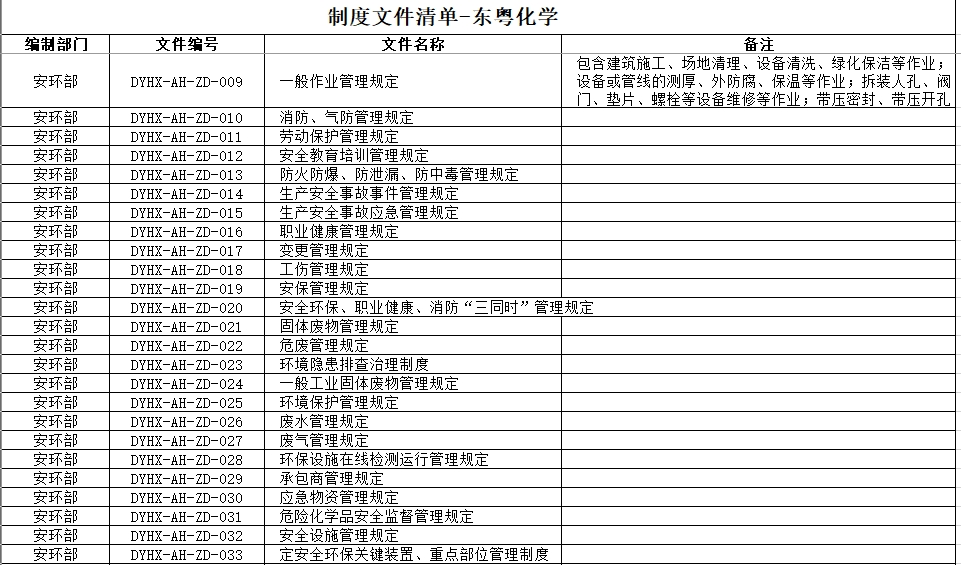 制度文件清单-东粤化学
编制部门 文件编号 文件名称 备注
安环部 DYHX-AH-ZD-009 一般作业管理规定 包含建筑施工、场地清理、设备清洗、绿化保洁等作业；
设备或管线的测厚、外防腐、保温等作业；拆装人孔、阀
门、垫片、螺栓等设备维修等作业；带压密封、带压开孔
安环部 DYHX-AH-ZD-010 消防、气防管理规定
安环部 DYHX-AH-ZD-011 劳动保护管理规定
安环部 DYHX-AH-ZD-012 安全教育培训管理规定
安环部 DYHX-AH-ZD-013 防火防爆、防泄漏、防中毒管理规定
安环部 DYHX-AH-ZD-014 生产安全事故事件管理规定
安环部 DYHX-AH-ZD-015 生产安全事故应急管理规定
安环部 DYHX-AH-ZD-016 职业健康管理规定
安环部 DYHX-AH-ZD-017 变更管理规定
安环部 DYHX-AH-ZD-018 工伤管理规定
安环部 DYHX-AH-ZD-019 安保管理规定
安环部 DYHX-AH-ZD-020 安全环保、职业健康、消防“三同时”管理规定
安环部 DYHX-AH-ZD-021 固体废物管理规定
安环部 DYHX-AH-ZD-022 危废管理规定
安环部 DYHX-AH-ZD-023 环境隐患排查治理制度
安环部 DYHX-AH-ZD-024 一般工业固体废物管理规定
安环部 DYHX-AH-ZD-025 环境保护管理规定
安环部 DYHX-AH-ZD-026 废水管理规定
安环部 DYHX-AH-ZD-027 废气管理规定
安环部 DYHX-AH-ZD-028 环保设施在线检测运行管理规定
安环部 DYHX-AH-ZD-029 承包商管理规定
安环部 DYHX-AH-ZD-030 应急物资管理规定
安环部 DYHX-AH-ZD-031 危险化学品安全监督管理规定
安环部 DYHX-AH-ZD-032 安全设施管理规定
安环部 DYHX-AH-ZD-033 定安全环保关键装置、重点部位管理制度